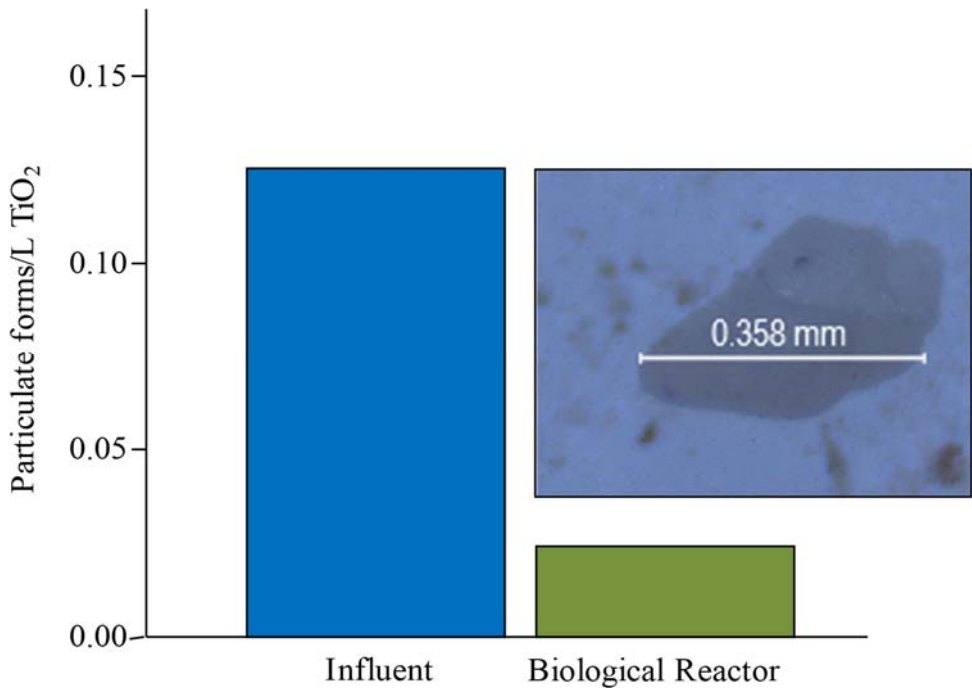 Particulate forms/L TiO₂
0.15
0.10
0.05
0.00
0.358 mm
Influent
Biological Reactor